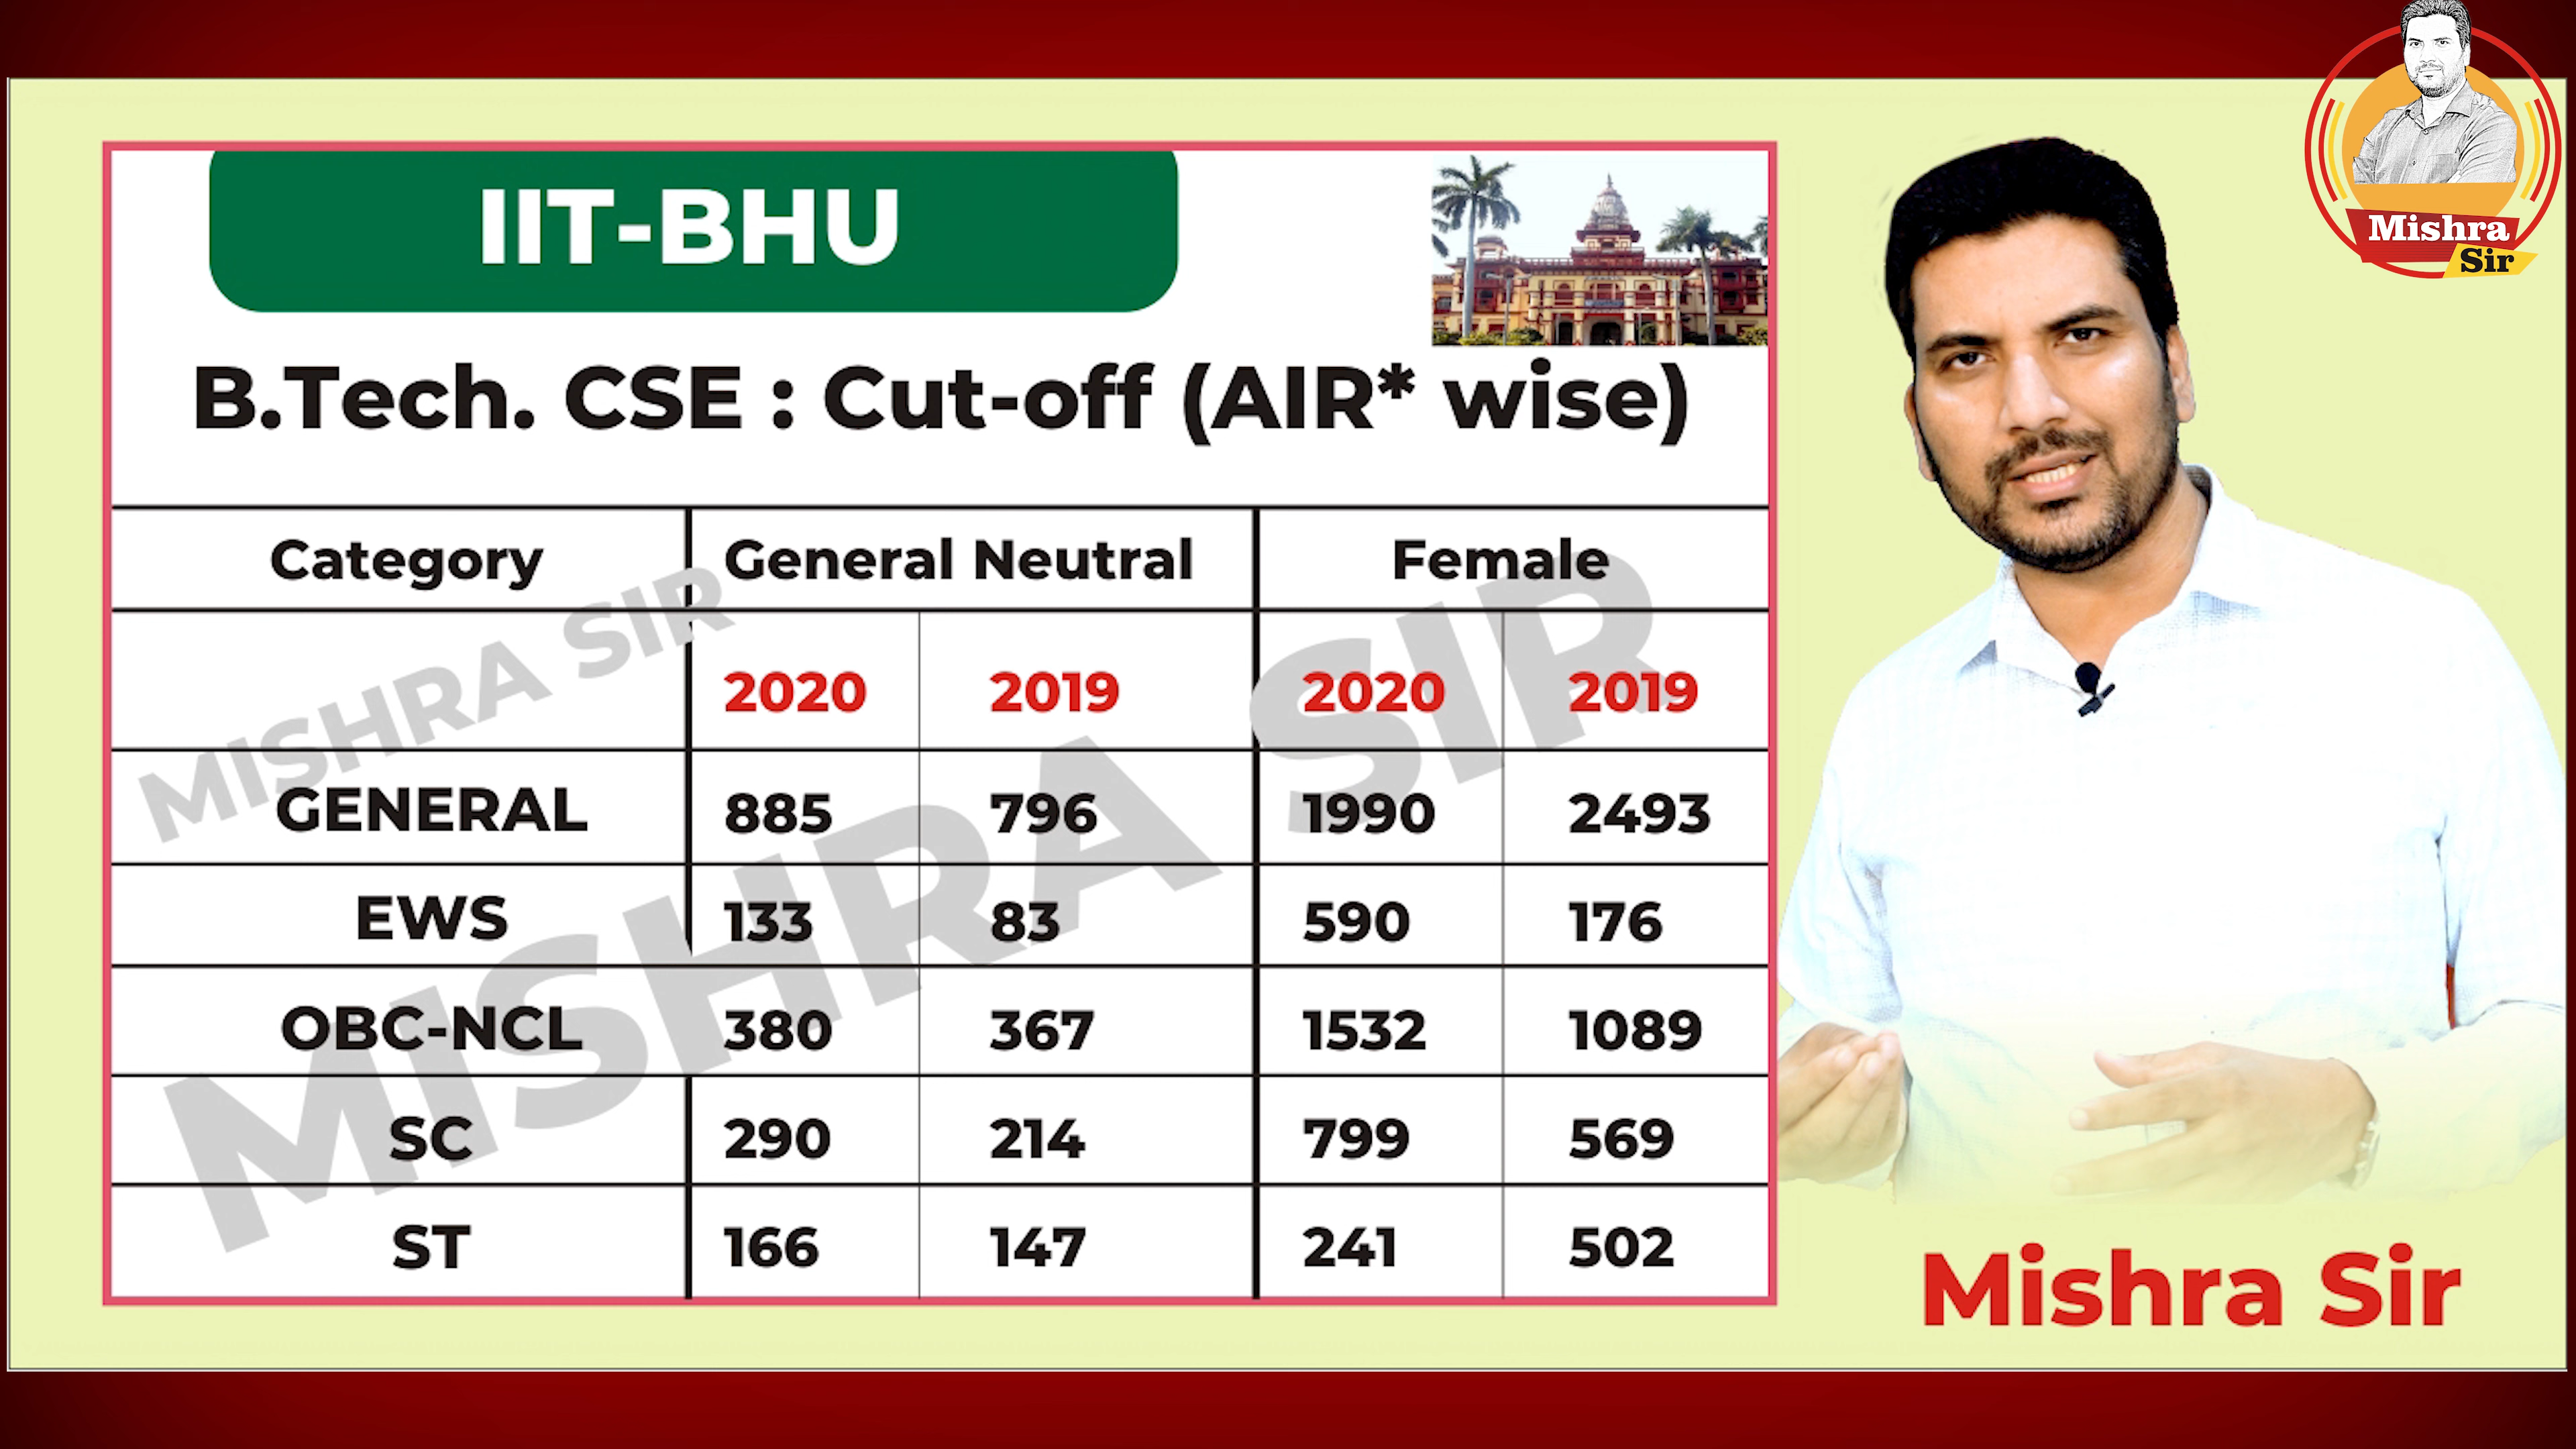 IIT-BHU
B.Tech. CSE : Cut-off (AIR* wise)
Category General Neutral Female
2020 2019 2020 2019
GENERAL 885 796 1990 2493
EWS 133 83 590 176
OBC-NCL 380 367 1532 1089
SC 290 214 799 569
ST 166 147 241 502
MISHRA SIR
MISHRA SIR
Mishra
Sir
Mishra Sir